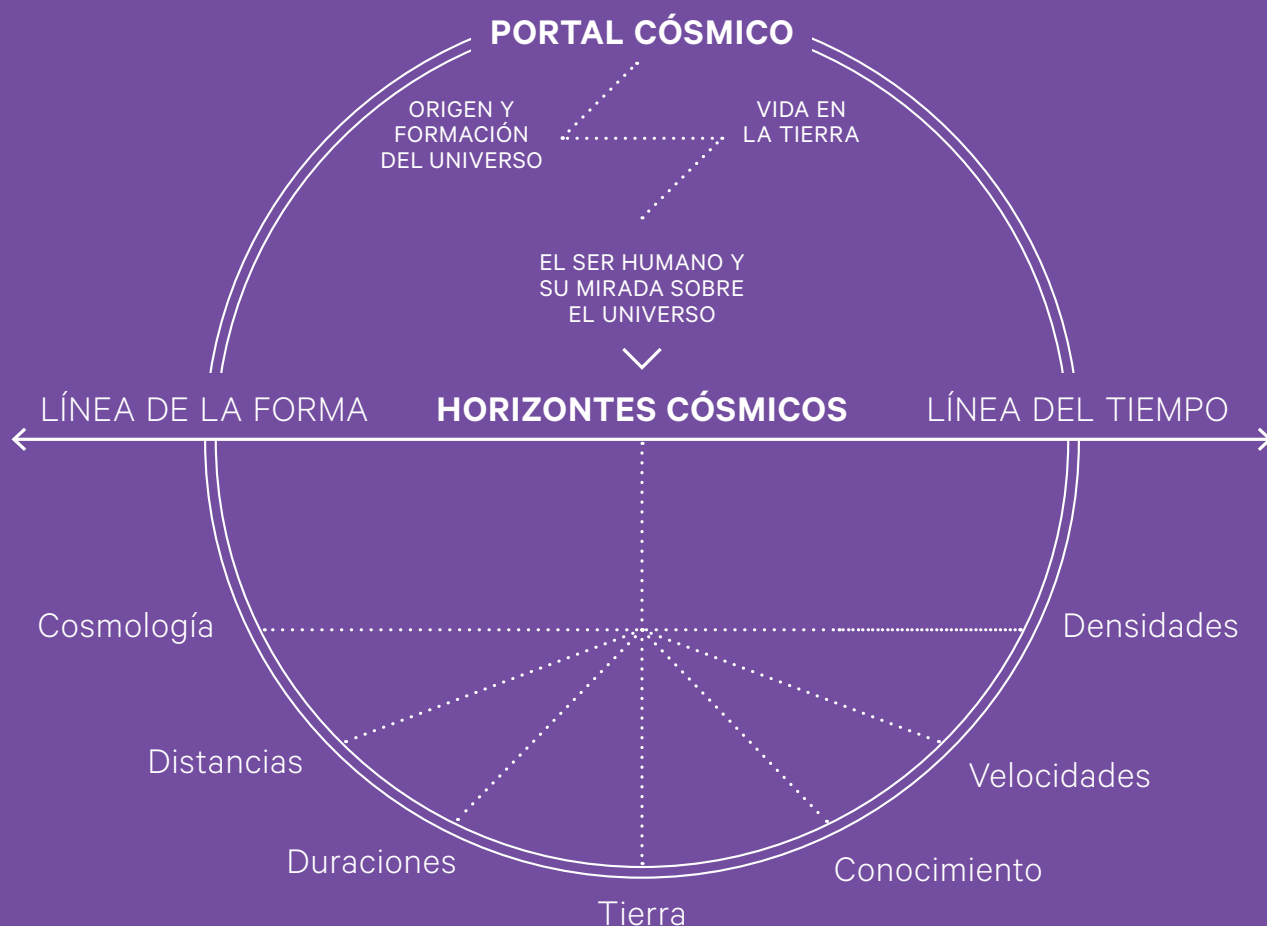 PORTAL CÓSMICO
ORIGEN Y
FORMACIÓN
DEL UNIVERSO
VIDA EN
LA TIERRA
EL SER HUMANO Y
SU MIRADA SOBRE
EL UNIVERSO
LÍNEA DE LA FORMA
HORIZONTES CÓSMICOS
LÍNEA DEL TIEMPO
Cosmología
Densidades
Distancias
Velocidades
Duraciones
Conocimiento
Tierra